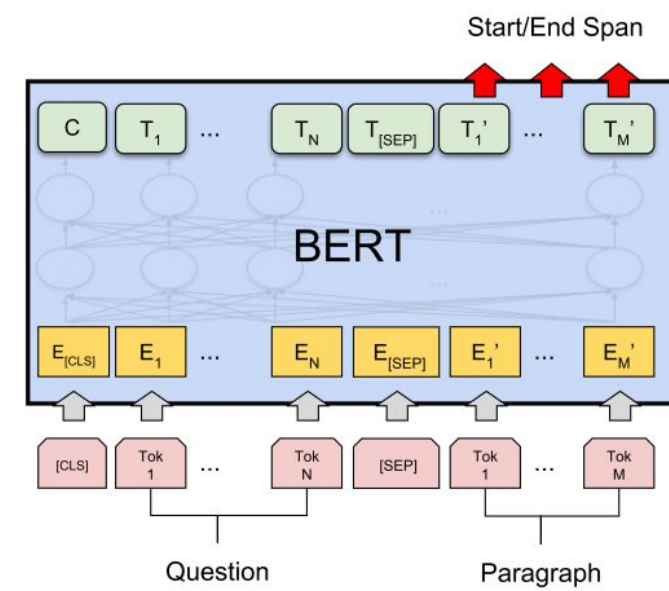 Start/End Span
C T1 ... TN T[SEP] T1’ ... TM’
...
BERT
...
E[CLS] E1 ... EN E[SEP] E1’ ... EM’
[CLS] Tok 1 ... Tok N [SEP] Tok 1 ... Tok M
Question Paragraph